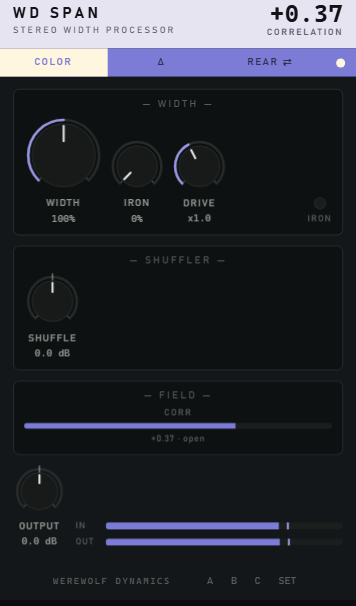 WD SPAN
+0.37
STEREO WIDTH PROCESSOR
CORRELATION
COLOR Δ REAR ⇄
— WIDTH —
WIDTH IRON DRIVE
100% 0% x1.0
IRON
— SHUFFLER —
SHUFFLE
0.0 dB
— FIELD —
CORR
+0.37 · open
OUTPUT IN
0.0 dB OUT
WEREWOLF DYNAMICS A B C SET